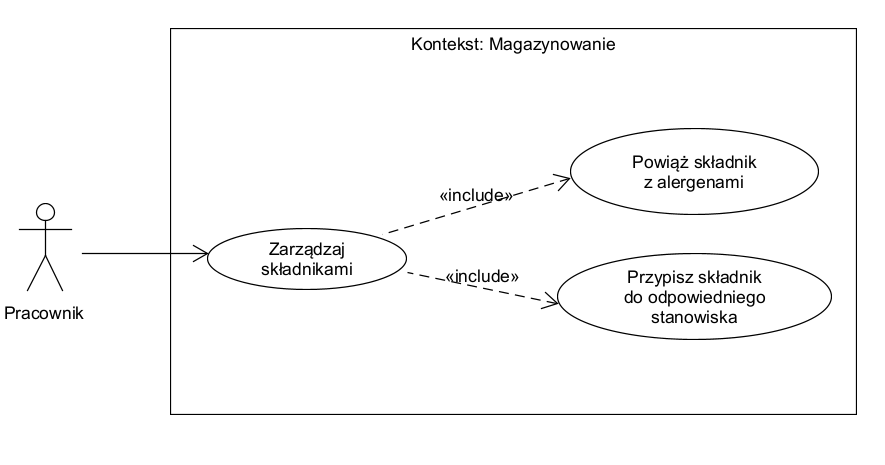 Kontekst: Magazynowanie
Powiąż składnik
z alergenami
«include»
Zarządzaj
składnikami
«include»
Przypisz składnik
do odpowiedniego
stanowiska
Pracownik